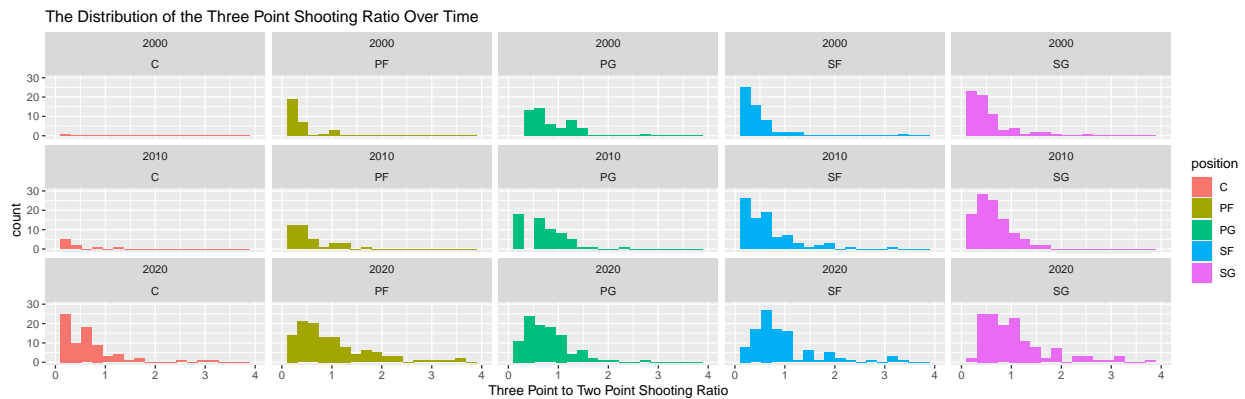 The Distribution of the Three Point Shooting Ratio Over Time
2000 2000 2000 2000 2000
C PF PG SF SG
30
20
10
0
2010 2010 2010 2010 2010
C PF PG SF SG
30
20
10
0
2020 2020 2020 2020 2020
C PF PG SF SG
30
20
10
0
0 1 2 3 4 0 1 2 3 4 0 1 2 3 4 0 1 2 3 4 0 1 2 3 4
Three Point to Two Point Shooting Ratio
count
position
C
PF
PG
SF
SG